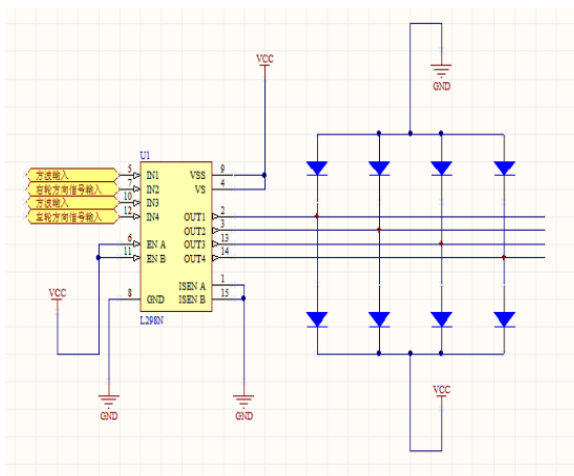 VCC
GND
U1
方波输入
5
IN1
VSS
9
右轮方向信号输入
7
IN2
VS
4
方波输入
10
IN3
左轮方向信号输入
12
IN4
OUT1
2
OUT2
3
6
EN A
OUT3
13
11
EN B
OUT4
14
ISEN A
1
VCC
8
GND
ISEN B
15
L298N
GND
GND
VCC